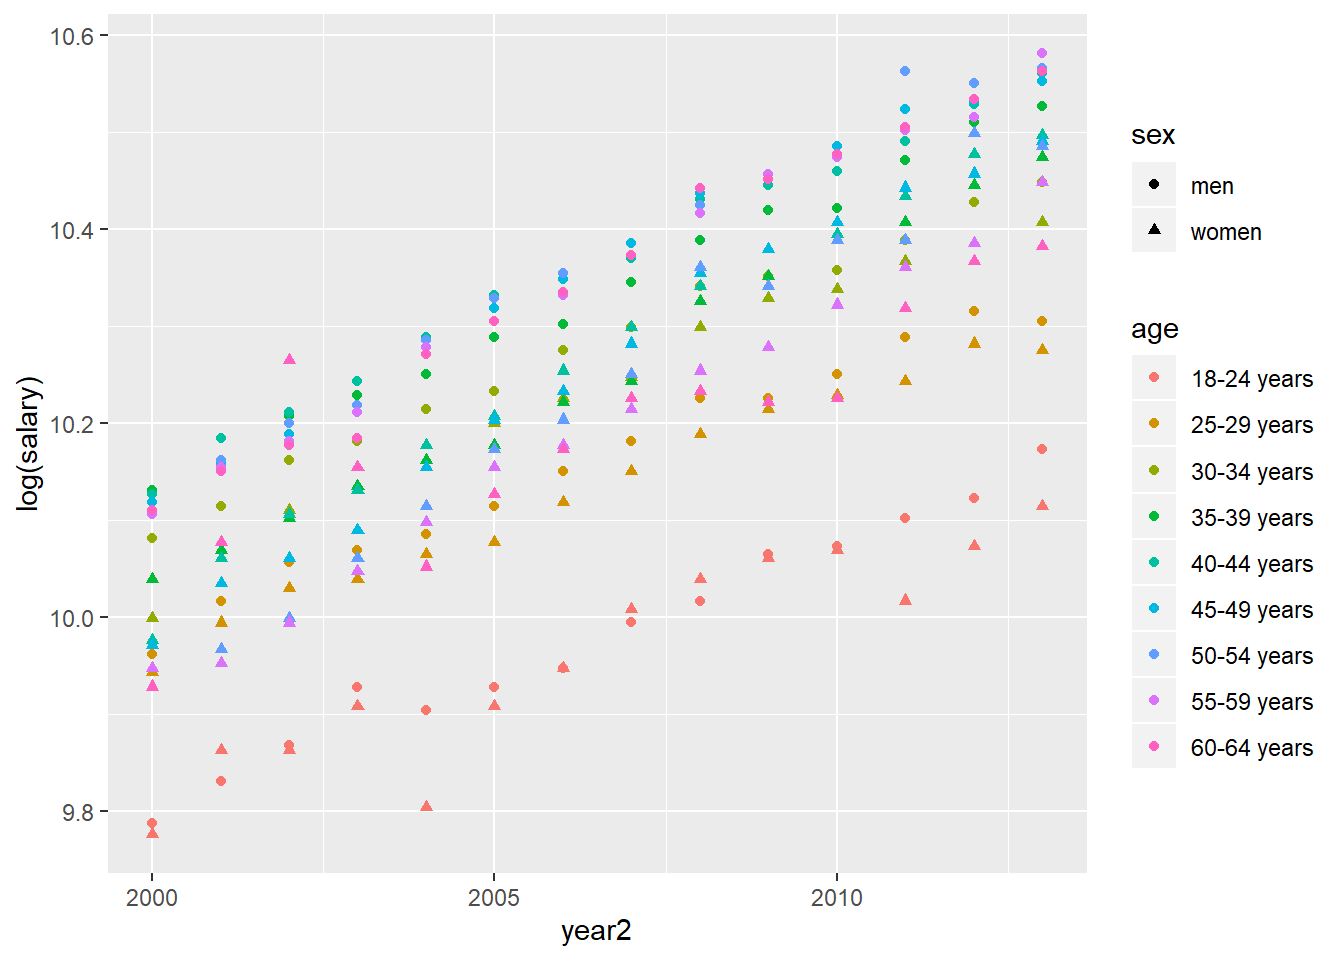 10.6
10.4
10.2
10.0
9.8
log(salary)
2000
2005
2010
year2
sex
men
women
age
18-24 years
25-29 years
30-34 years
35-39 years
40-44 years
45-49 years
50-54 years
55-59 years
60-64 years